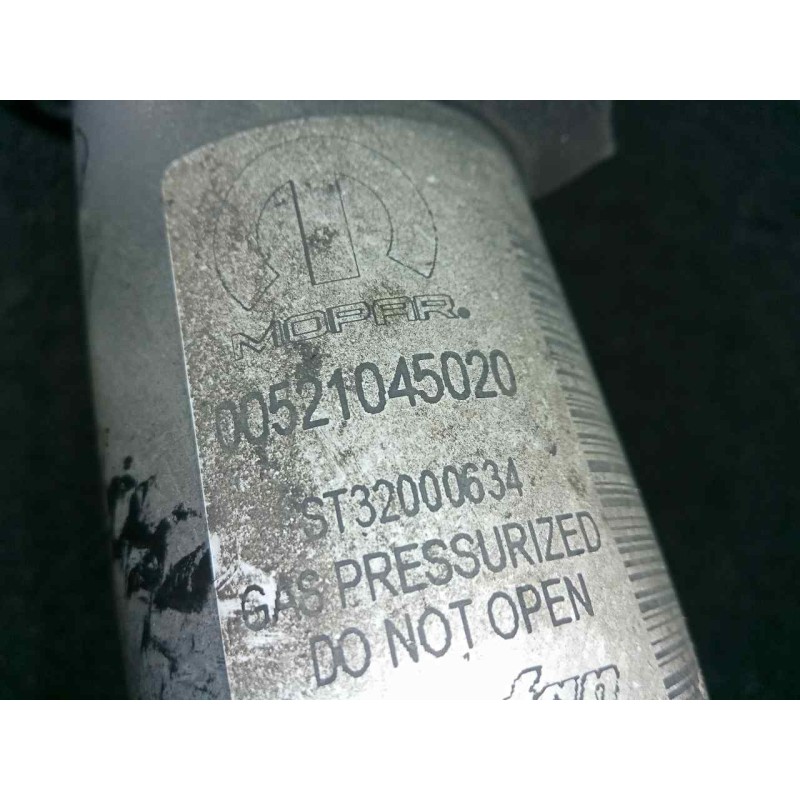 MOPAR.
00521045020
ST32000634
GAS PRESSURIZED
DO NOT OPEN